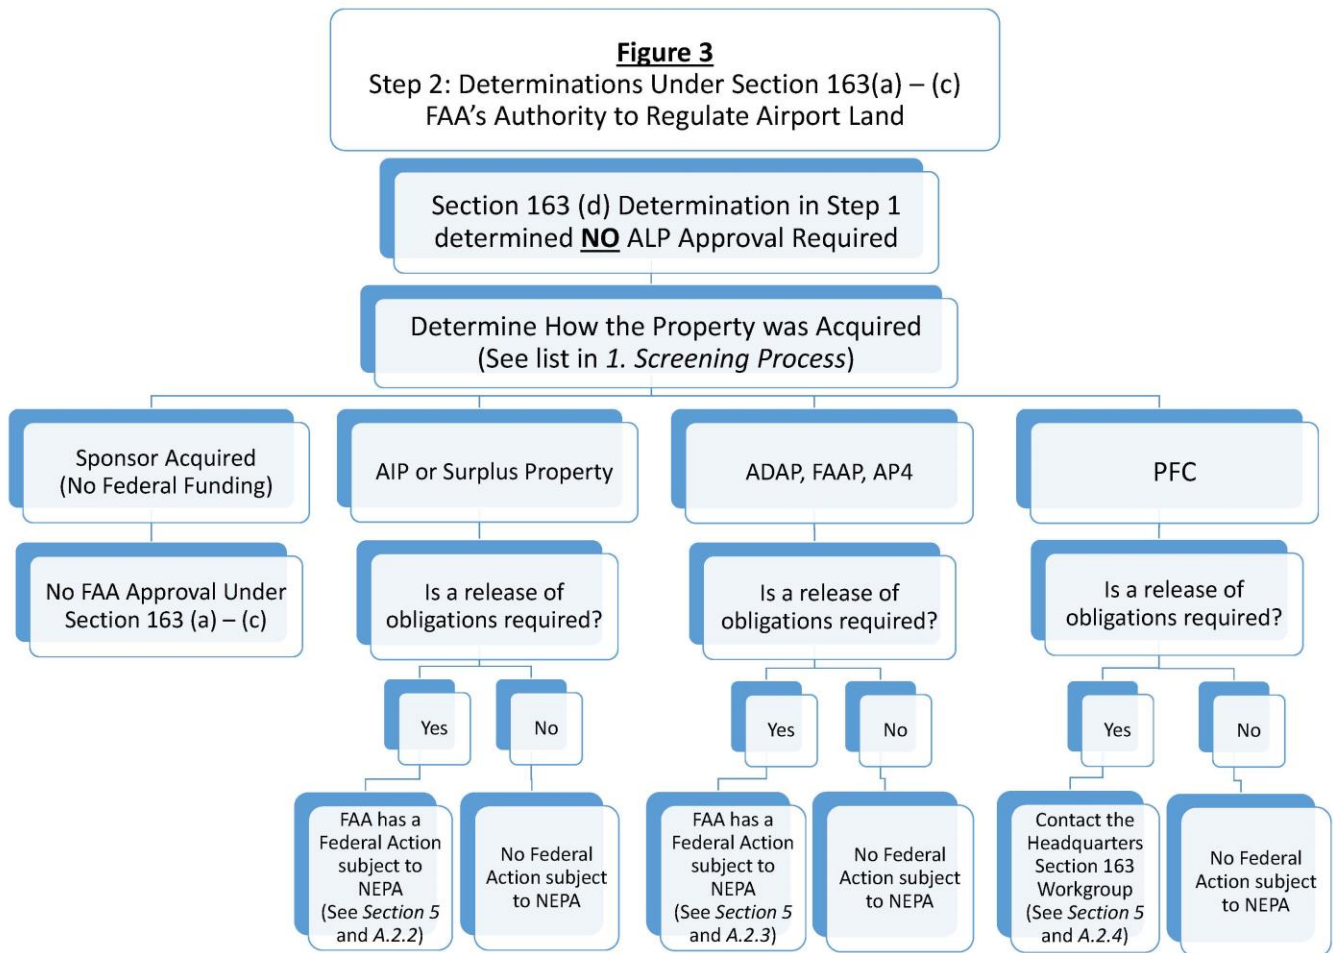 Figure 3
Step 2: Determinations Under Section 163(a) – (c)
FAA's Authority to Regulate Airport Land
Section 163 (d) Determination in Step 1
determined NO ALP Approval Required
Determine How the Property was Acquired
(See list in 1. Screening Process)
Sponsor Acquired
(No Federal Funding)
AIP or Surplus Property
ADAP, FAAP, AP4
PFC
No FAA Approval Under
Section 163 (a) – (c)
Is a release of
obligations required?
Is a release of
obligations required?
Is a release of
obligations required?
Yes
No
Yes
No
Yes
No
FAA has a
Federal Action
subject to
NEPA
(See Section 5
and A.2.2)
No Federal
Action subject
to NEPA
FAA has a
Federal Action
subject to
NEPA
(See Section 5
and A.2.3)
No Federal
Action subject
to NEPA
Contact the
Headquarters
Section 163
Workgroup
(See Section 5
and A.2.4)
No Federal
Action subject
to NEPA